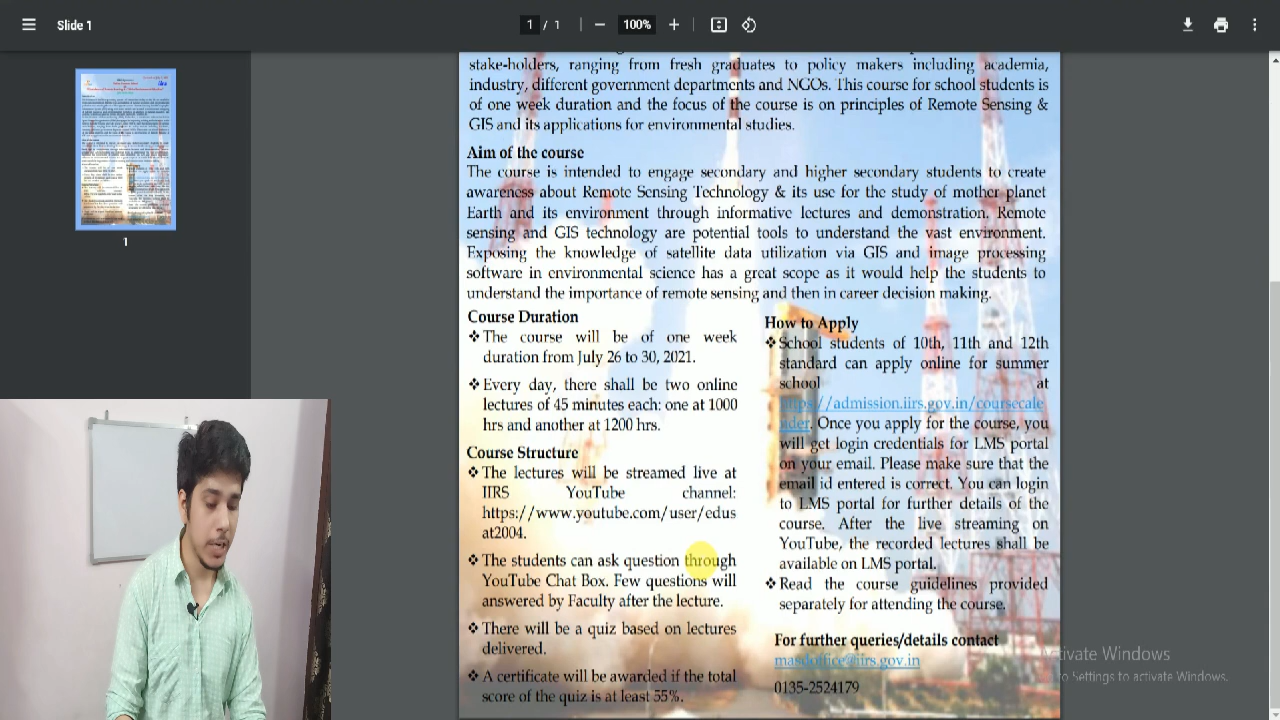 Slide 1
1 / 1
100%
1
stake-holders, ranging from fresh graduates to policy makers including academia,
industry, different government departments and NGOs. This course for school students is
of one week duration and the focus of the course is on principles of Remote Sensing &
GIS and its applications for environmental studies.
Aim of the
The course is intended to engage secondary and higher secondary students to create
awareness on Remote Sensing Technology & in the study of mother planet
Earth and its environment through informative lectures and demonstration. Remote
sensing and GIS technology are potential tools to understand the vast environment.
Exposing the knowledge of satellite data utilization via GIS and image processing
software in environmental science has a great scope as it would help the students to
understand the importance of remote sensing and then in career decision making.
Course Duration
❖ The course will be of one week
duration from July 26 to 30, 2021.
❖ Every day, there shall be two online
lectures of 45 minutes each: one at 1000
hrs and another at 1200 hrs.
Course Structure
❖ The lectures will be streamed live at
IIRS YouTube channel:
https://www.youtube.com/user/edus
at2004.
❖ The students can ask question through
YouTube Chat Box. Few questions will
answered by Faculty after the lecture.
❖ There will be a quiz based on lectures
delivered.
❖ A certificate will be awarded if the total
score of the quiz is at least 55%.
How to Apply
❖ School students of 10th, 11th and 12th
standard can apply online for summer
school at
https://admission.iirs.gov.in/coursecale
nder. Once you apply for the course, you
will get login credentials for LMS portal
on your email. Please make sure that the
email id entered is correct. You can login
to LMS portal for further details of the
course. After the live streaming on
YouTube, the recorded lectures shall be
available on LMS portal.
❖ Read the course guidelines provided
separately for attending the course.
For further queries/details contact
masdoffice@iirs.gov.in
0135-2524179
Activate Windows
to Settings to activate Windows.